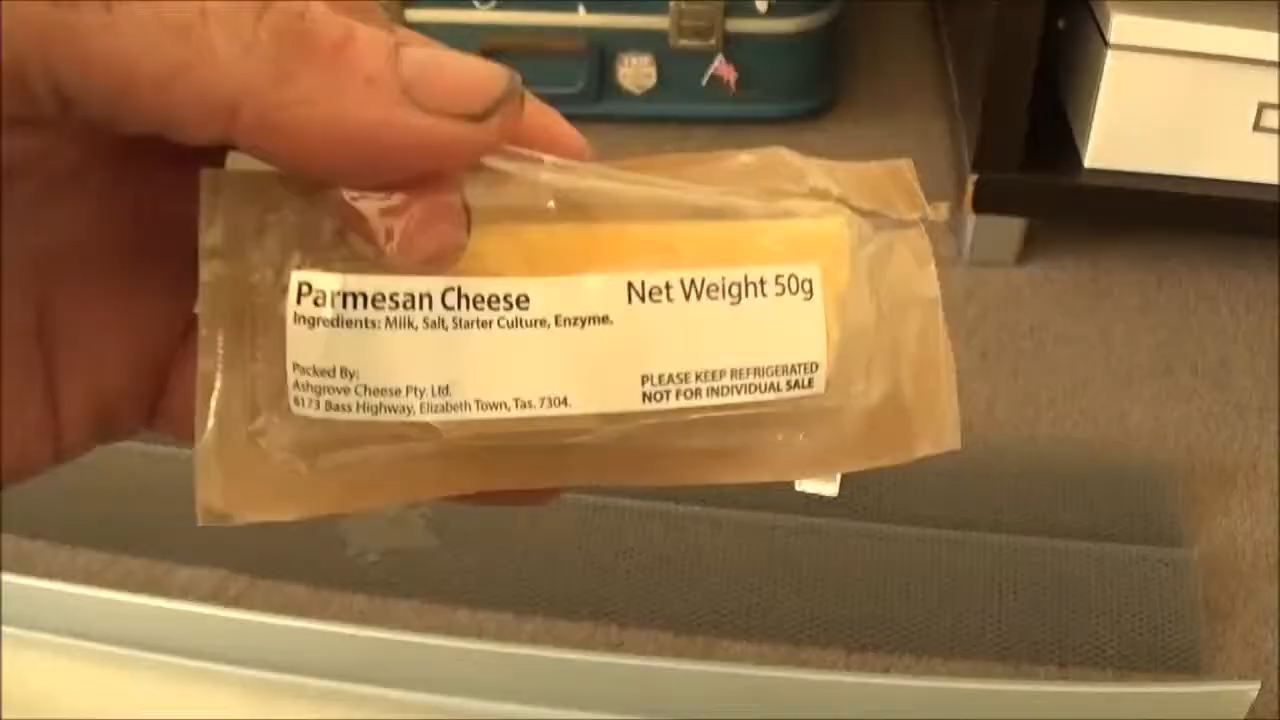 Parmesan Cheese
Net Weight 50g
Ingredients: Milk, Salt, Starter Culture, Enzyme.
Packed By:
Ashgrove Cheese Pty. Ltd.
6173 Bass Highway, Elizabeth Town, Tas. 7304.
PLEASE KEEP REFRIGERATED
NOT FOR INDIVIDUAL SALE